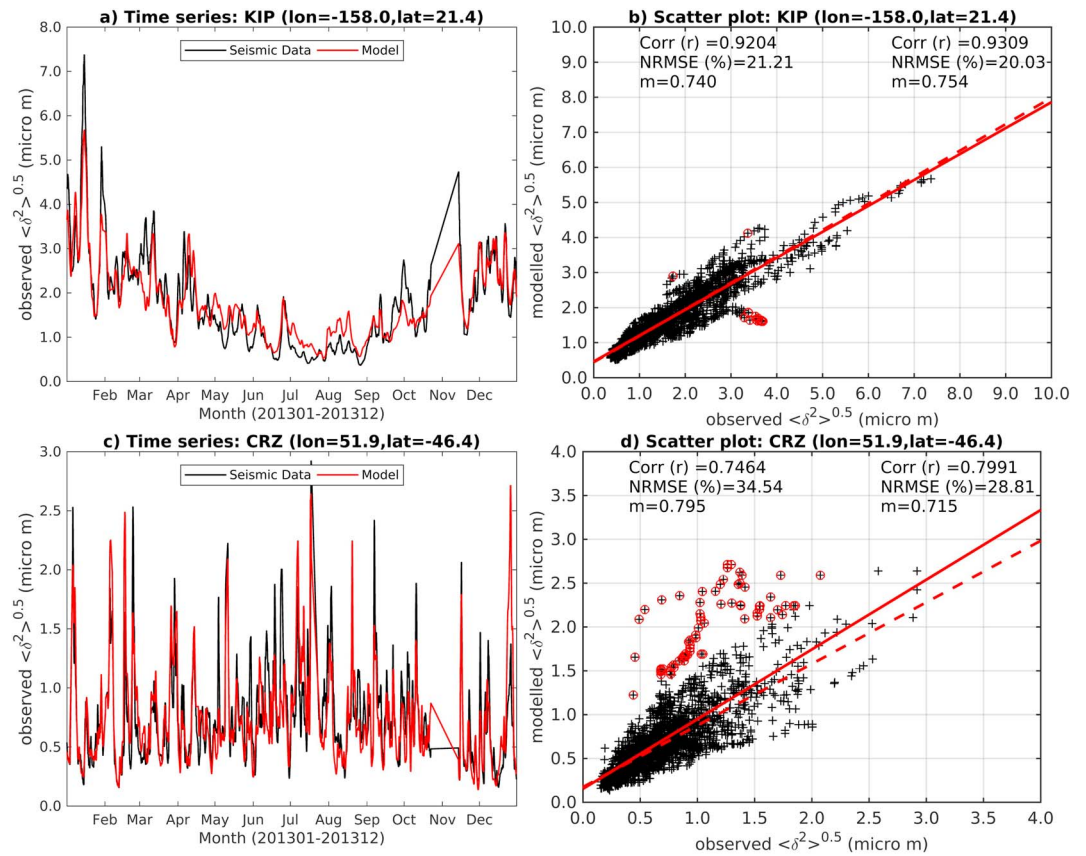 a) Time series: KIP (lon=-158.0,lat=21.4)
8.0
7.0
6.0
5.0
4.0
3.0
2.0
1.0
0.0
observed <δ²>^0.5 (micro m)
Seismic Data Model
Feb Mar Apr May Jun Jul Aug Sep Oct Nov Dec
Month (201301-201312)
b) Scatter plot: KIP (lon=-158.0,lat=21.4)
Corr (r) =0.9204
NRMSE (%)=21.21
m=0.740
Corr (r) =0.9309
NRMSE (%)=20.03
m=0.754
10.0
9.0
8.0
7.0
6.0
5.0
4.0
3.0
2.0
1.0
0.0
modelled <δ²>^0.5 (micro m)
0.0 1.0 2.0 3.0 4.0 5.0 6.0 7.0 8.0 9.0 10.0
observed <δ²>^0.5 (micro m)
c) Time series: CRZ (lon=51.9,lat=-46.4)
3.0
2.5
2.0
1.5
1.0
0.5
0.0
observed <δ²>^0.5 (micro m)
Seismic Data Model
Feb Mar Apr May Jun Jul Aug Sep Oct Nov Dec
Month (201301-201312)
d) Scatter plot: CRZ (lon=51.9,lat=-46.4)
Corr (r) =0.7464
NRMSE (%)=34.54
m=0.795
Corr (r) =0.7991
NRMSE (%)=28.81
m=0.715
4.0
3.5
3.0
2.5
2.0
1.5
1.0
0.5
0.0
modelled <δ²>^0.5 (micro m)
0.0 0.5 1.0 1.5 2.0 2.5 3.0 3.5 4.0
observed <δ²>^0.5 (micro m)